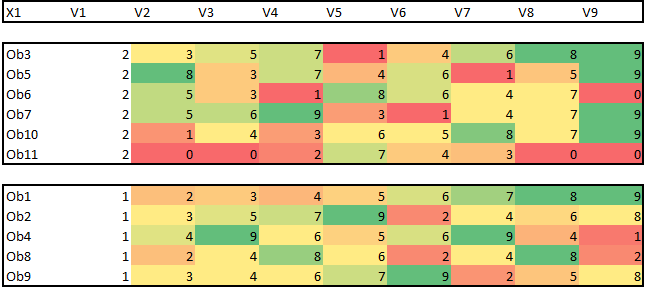 X1 V1 V2 V3 V4 V5 V6 V7 V8 V9
Ob3 2 3 5 7 1 4 6 8 9
Ob5 2 8 3 7 4 6 1 5 9
Ob6 2 5 3 1 8 6 4 7 0
Ob7 2 5 6 9 3 1 4 7 9
Ob10 2 1 4 3 6 5 8 7 9
Ob11 2 0 0 2 7 4 3 0 0
Ob1 1 2 3 4 5 6 7 8 9
Ob2 1 3 5 7 9 2 4 6 8
Ob4 1 4 9 6 5 6 9 4 1
Ob8 1 2 4 8 6 2 4 8 2
Ob9 1 3 4 6 7 9 2 5 8